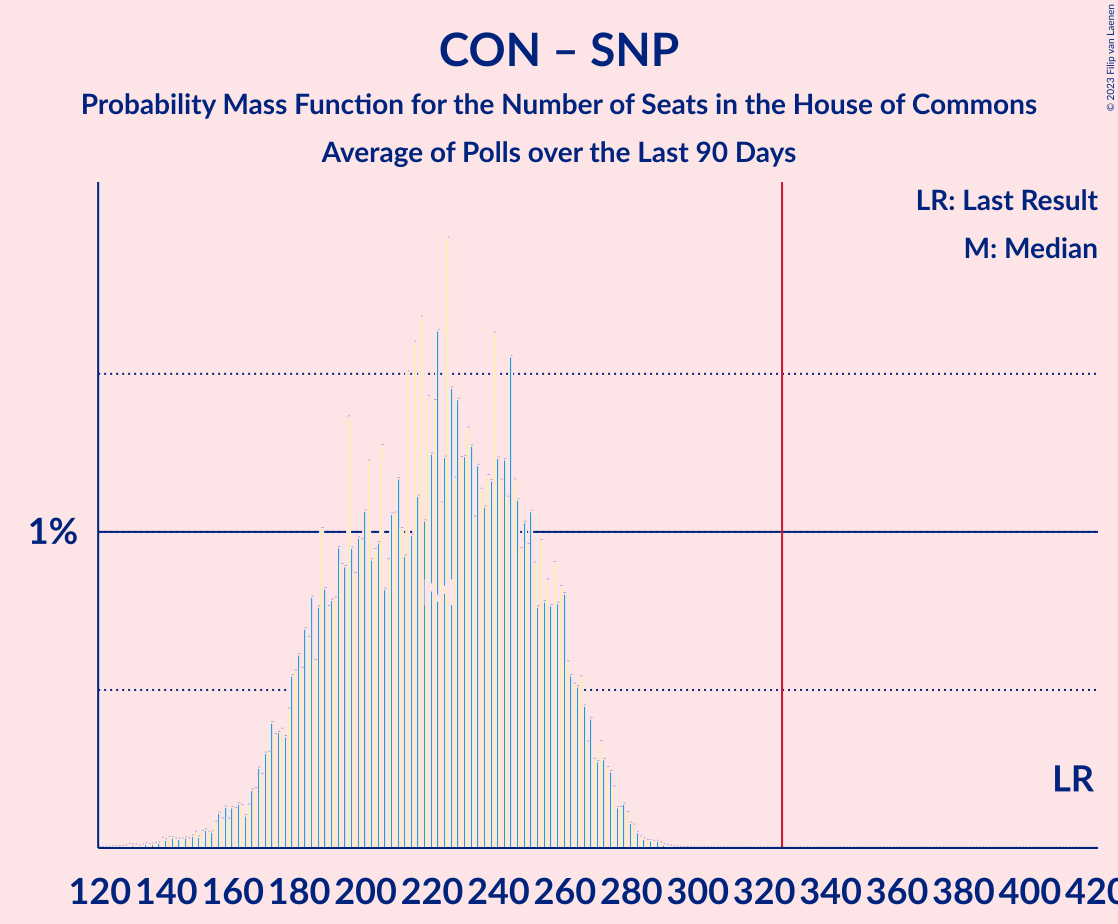 CON – SNP
Probability Mass Function for the Number of Seats in the House of Commons
Average of Polls over the Last 90 Days
© 2023 Filip van Laenen
LR: Last Result
M: Median
1%
LR
120 140 160 180 200 220 240 260 280 300 320 340 360 380 400 420